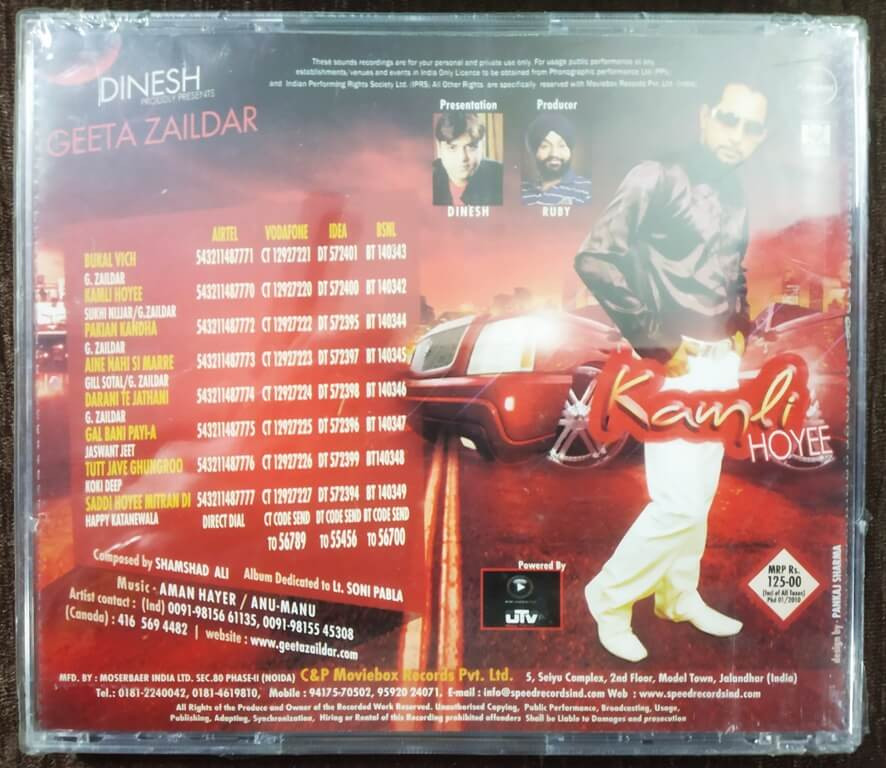 DINESH
PROUDLY PRESENTS
GEETA ZAILDAR
These sounds recordings are for your personal and private use only. For usage public performance at any
establishments/venues and events in India Only Licence to be obtained from Phonographic performance Ltd (PPL)
and Indian Performing Rights Society Ltd. (IPRS) All Other Rights are specifically reserved with Moviebox Records Pvt. Ltd. (India)
Presentation Producer
DINESH RUBY
AIRTEL VODAFONE IDEA BSNL
BUKAL VICH 543211487771 CT 12927221 DT 572401 BT 140343
G. ZAILDAR
KAMLI HOYEE 543211487770 CT 12927220 DT 572400 BT 140342
SUKHI NIJJAR/G.ZAILDAR
PARIAN KANDHA 543211487772 CT 12927222 DT 572395 BT 140344
G. ZAILDAR
AINE NAHI SI MARRE 543211487773 CT 12927223 DT 572397 BT 140345
GILL SOTAL/G. ZAILDAR
DARANI TE JATHANI 543211487774 CT 12927224 DT 572398 BT 140346
G. ZAILDAR
GAL BANI PAYI-A 543211487775 CT 12927225 DT 572396 BT 140347
JASWANT JEET
TUTT JAVE GHUNGROO 543211487776 CT 12927226 DT 572399 BT140348
KOKI DEEP
SADDI HOYEE MITRAN DI 543211487777 CT 12927227 DT 572394 BT 140349
HAPPY KATANEWALA DIRECT DIAL CT CODE SEND DT CODE SEND BT CODE SEND
TO 56789 TO 55456 TO 56700
Kamli
HOYEE
Composed by SHAMSHAD ALI Album Dedicated to Lt. SONI PABLA
Music - AMAN HAYER / ANU-MANU
Artist contact : (Ind) 0091-98156 61135, 0091-98155 45308
(Canada) : 416 569 4482 | website : www.geetazaildar.com
Powered By
UTV
MRP Rs.
125-00
(Incl of All Taxes)
Pkd 01/2010
design by - PANKAJ SHARMA
MFD. BY : MOSERBAER INDIA LTD. SEC.80 PHASE-II (NOIDA) C&P Moviebox Records Pvt. Ltd. 5, Seiyu Complex, 2nd Floor, Model Town, Jalandhar (India)
Tel.: 0181-2240042, 0181-4619810, Mobile : 94175-70502, 95920 24071. E-mail : info@speedrecordsind.com Web : www.speedrecordsind.com
All Rights of the Produce and Owner of the Recorded Work Reserved. Unauthorised Copying, Public Performance, Broadcasting, Usage,
Publishing, Adapting, Synchronization, Hiring or Rental of this Recording prohibited offenders Shall be Liable to Damages and prosecution